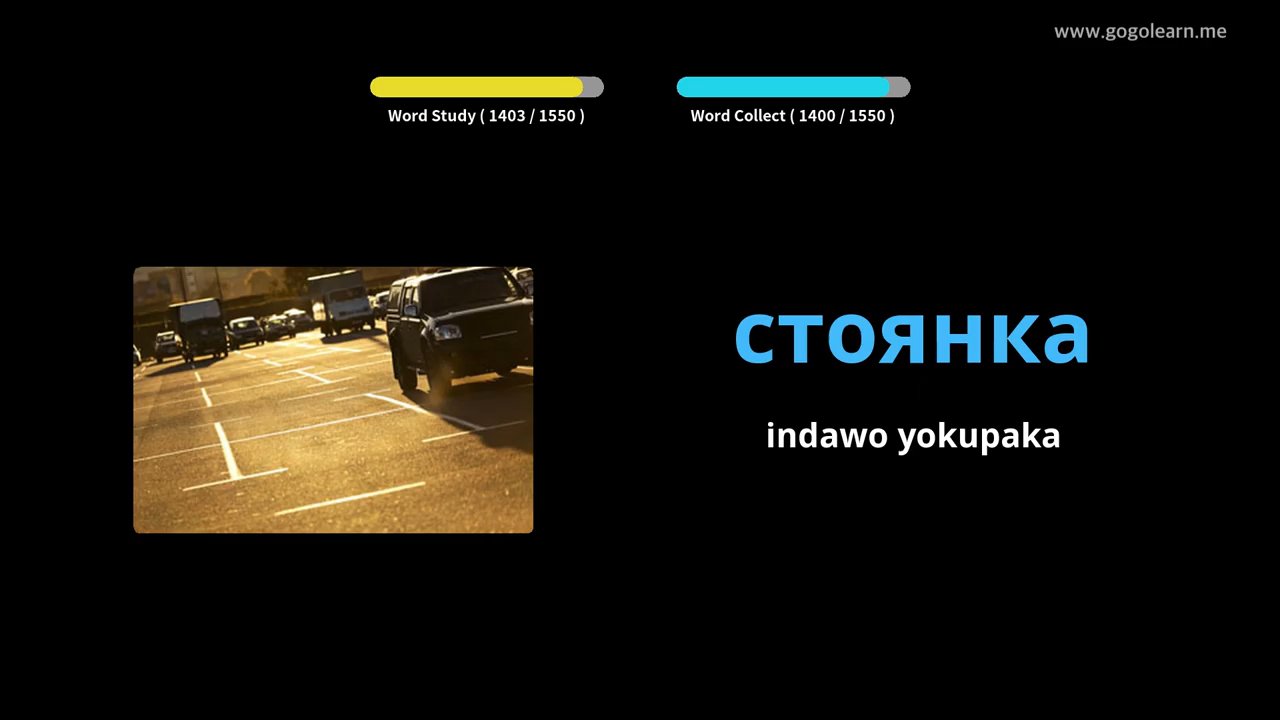 www.gogolearn.me
Word Study ( 1403 / 1550 )
Word Collect ( 1400 / 1550 )
стоянка
indawo yokupaka